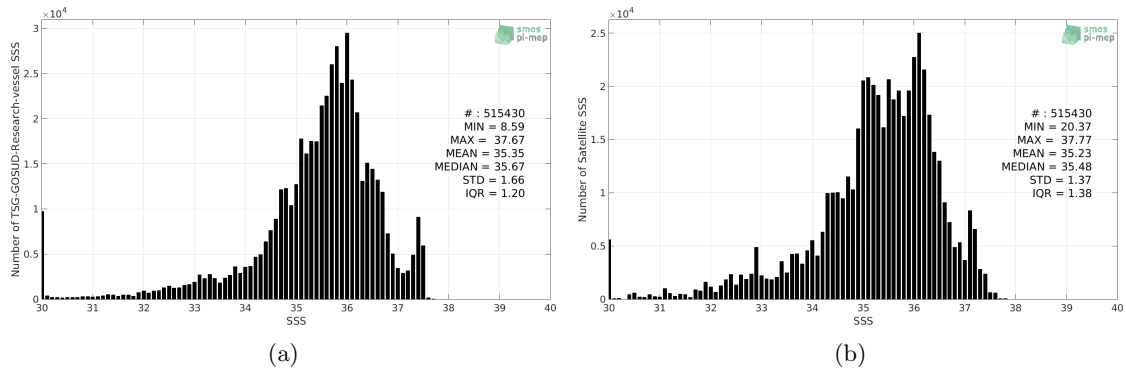 ×10⁴
3
2.5
2
1.5
1
0.5
0
30 31 32 33 34 35 36 37 38 39 40
SSS
Number of TSG-GOSUD-Research-vessel SSS
smos
pi-mep
# : 515430
MIN = 8.59
MAX = 37.67
MEAN = 35.35
MEDIAN = 35.67
STD = 1.66
IQR = 1.20
(a)
×10⁴
2.5
2
1.5
1
0.5
0
30 31 32 33 34 35 36 37 38 39 40
SSS
Number of Satellite SSS
smos
pi-mep
# : 515430
MIN = 20.37
MAX = 37.77
MEAN = 35.23
MEDIAN = 35.48
STD = 1.37
IQR = 1.38
(b)